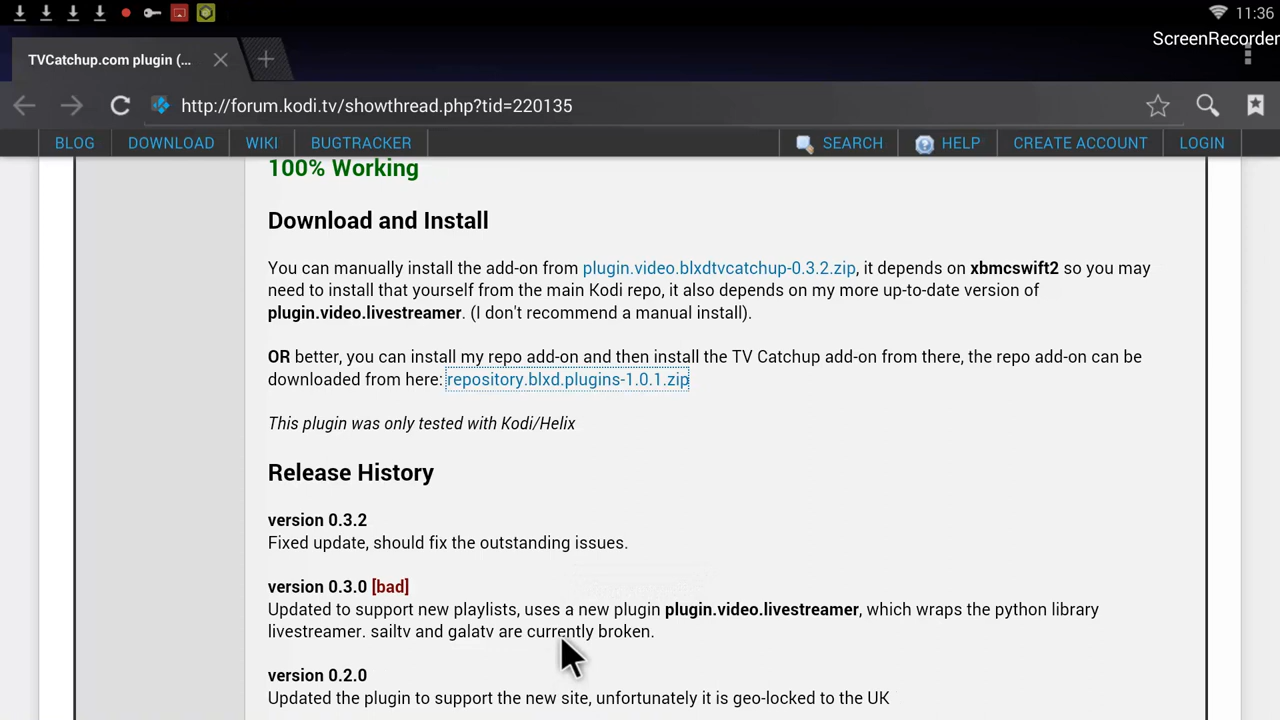 11:36
ScreenRecorder
TVCatchup.com plugin (...
http://forum.kodi.tv/showthread.php?tid=220135
BLOG DOWNLOAD WIKI BUGTRACKER SEARCH HELP CREATE ACCOUNT LOGIN
100% Working
Download and Install
You can manually install the add-on from plugin.video.blxdtvcatchup-0.3.2.zip, it depends on xbmcswift2 so you may
need to install that yourself from the main Kodi repo, it also depends on my more up-to-date version of
plugin.video.livestreamer. (I don't recommend a manual install).
OR better, you can install my repo add-on and then install the TV Catchup add-on from there, the repo add-on can be
downloaded from here: repository.blxd.plugins-1.0.1.zip
This plugin was only tested with Kodi/Helix
Release History
version 0.3.2
Fixed update, should fix the outstanding issues.
version 0.3.0 [bad]
Updated to support new playlists, uses a new plugin plugin.video.livestreamer, which wraps the python library
livestreamer. sailtv and galatv are currently broken.
version 0.2.0
Updated the plugin to support the new site, unfortunately it is geo-locked to the UK